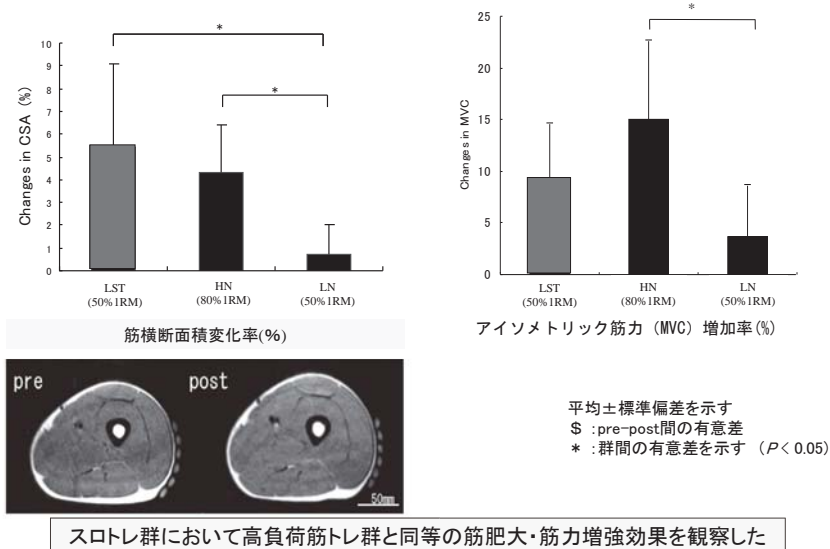 *
*
Changes in CSA (%)
10
9
8
7
6
5
4
3
2
1
0
LST
(50%1RM)
HN
(80%1RM)
LN
(50%1RM)
筋横断面積変化率(%)
*
Changes in MVC
25
20
15
10
5
0
LST
(50%1RM)
HN
(80%1RM)
LN
(50%1RM)
アイソメトリック筋力（MVC）増加率(%)
pre
post
50mm
平均±標準偏差を示す
$ :pre-post間の有意差
* :群間の有意差を示す （P＜0.05）
スロトレ群において高負荷筋トレ群と同等の筋肥大・筋力増強効果を観察した